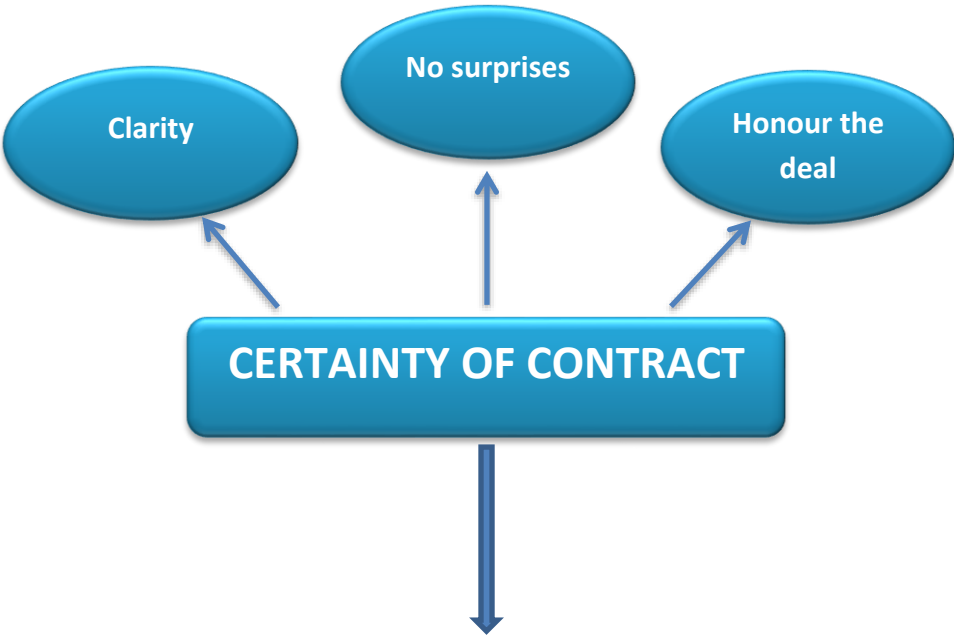 Clarity
No surprises
Honour the
deal
CERTAINTY OF CONTRACT